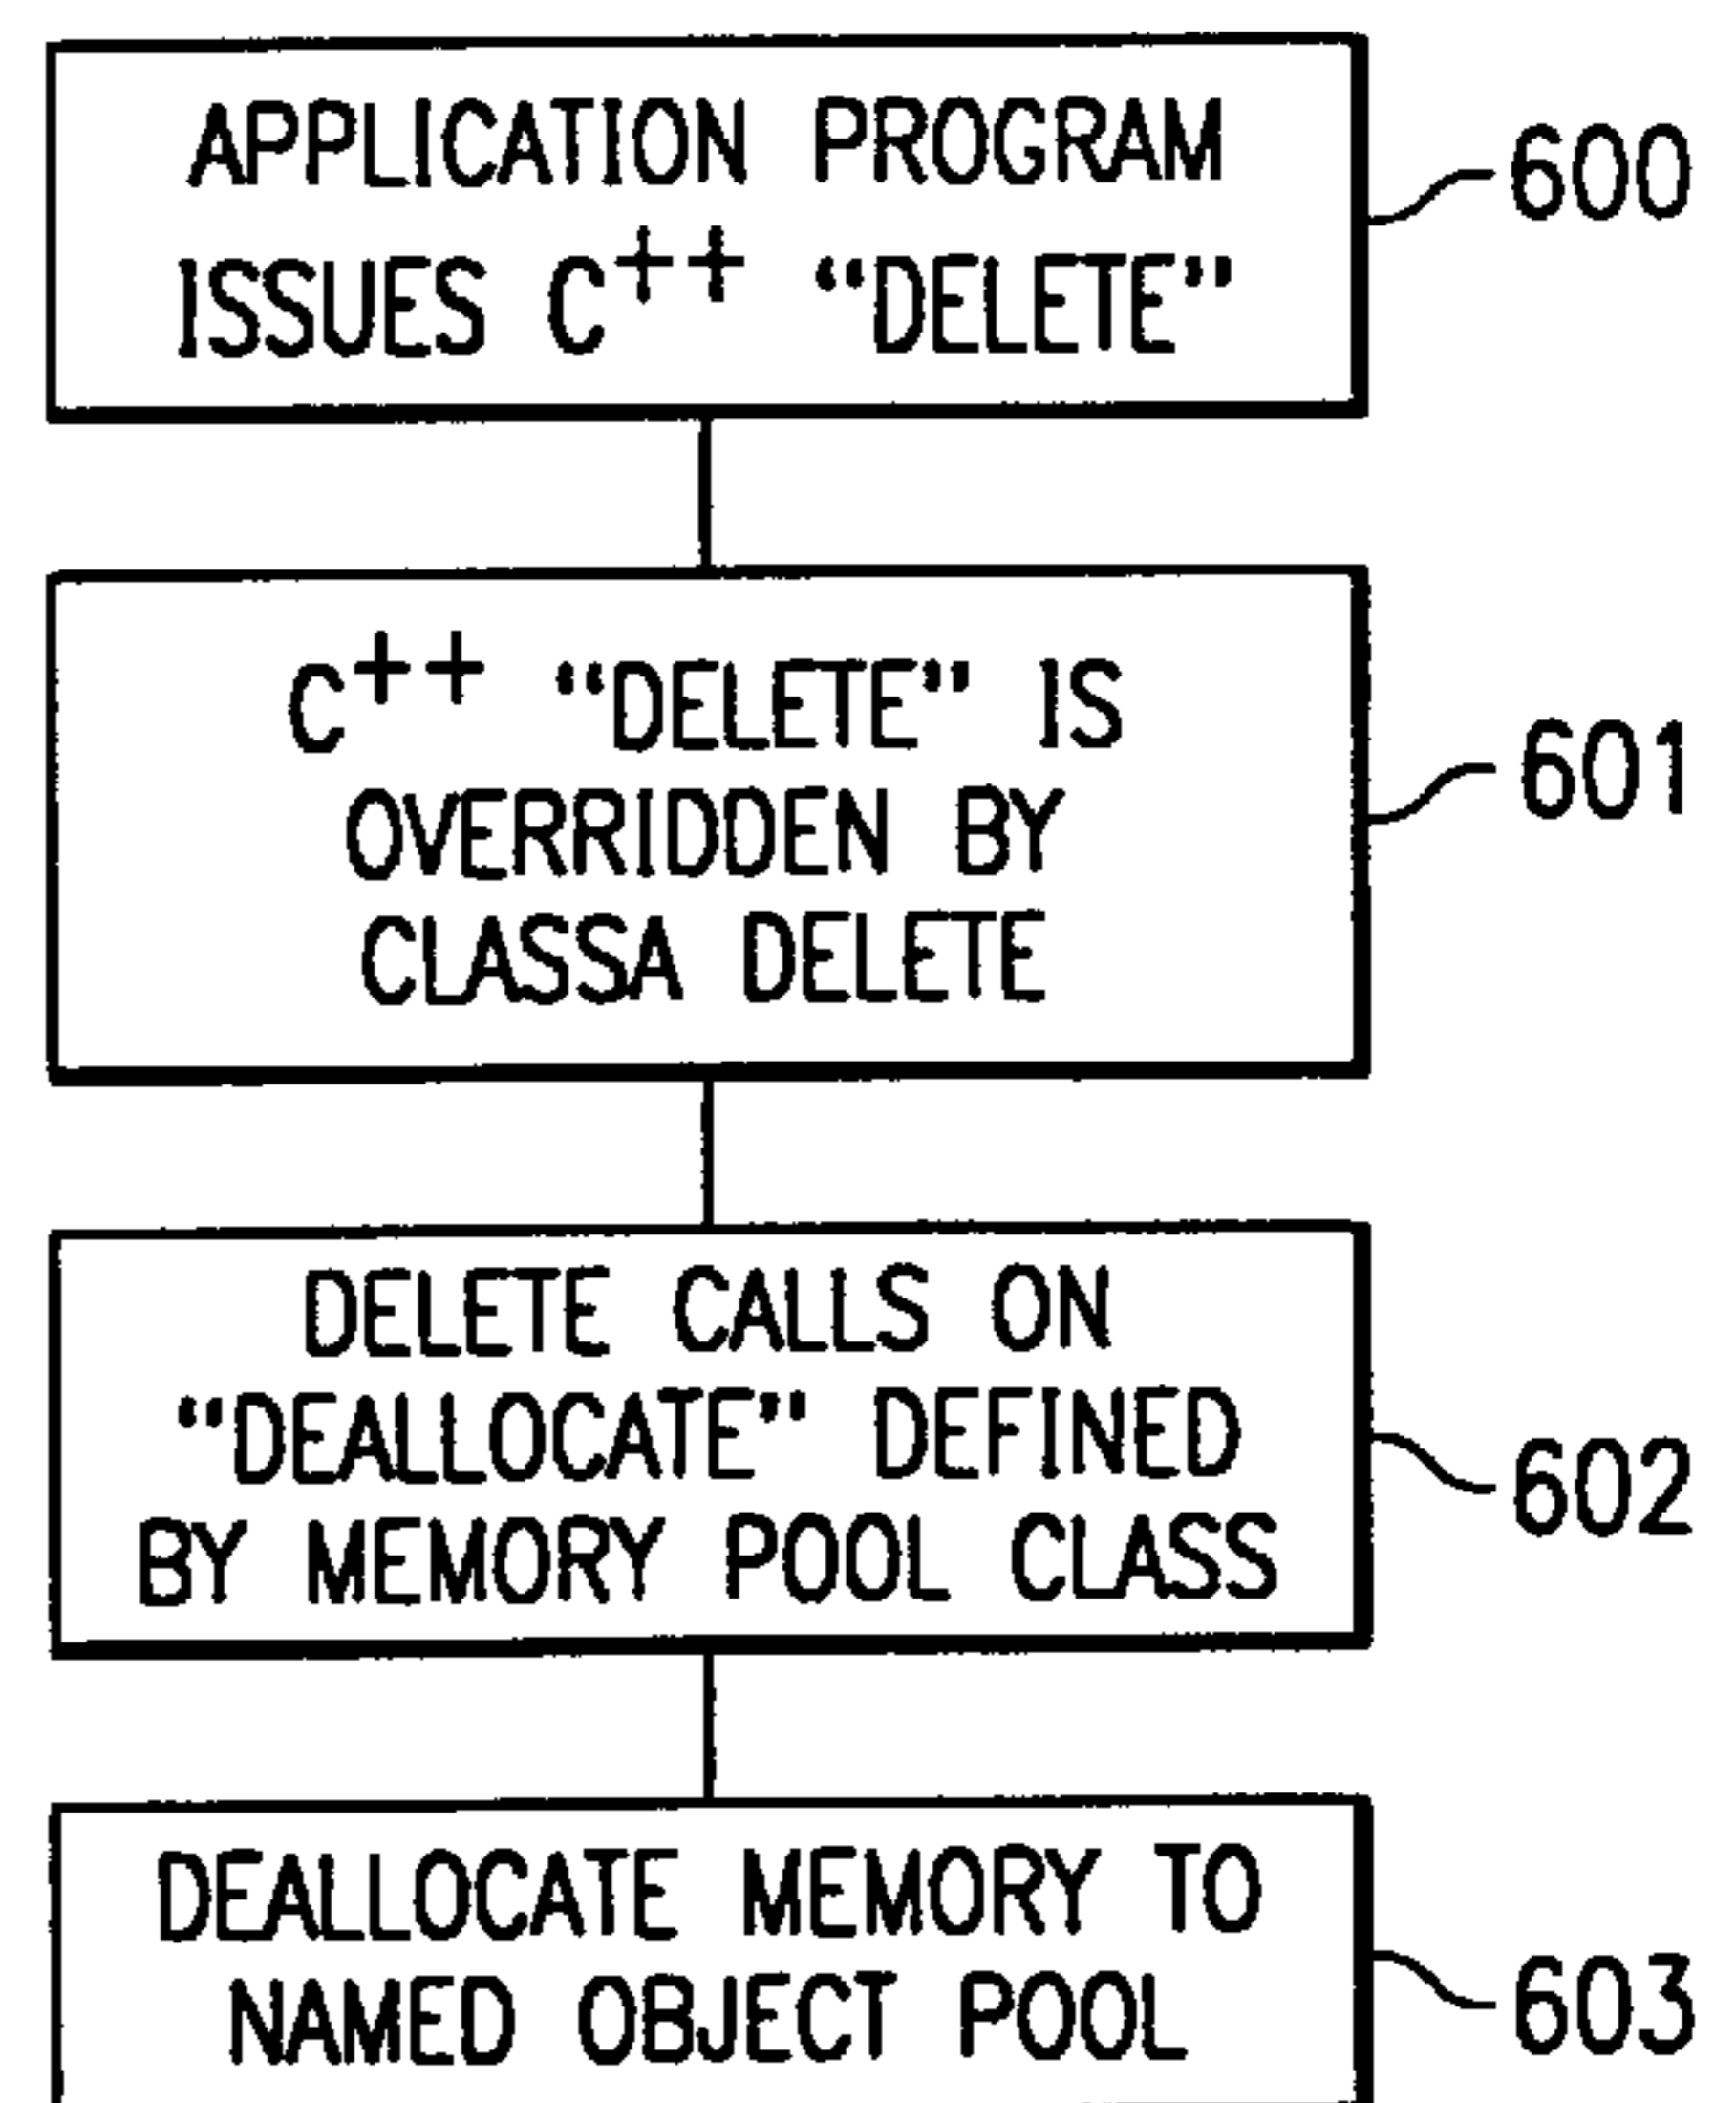 APPLICATION PROGRAM
ISSUES C++ “DELETE”
600
C++ “DELETE” IS
OVERRIDDEN BY
CLASSA DELETE
601
DELETE CALLS ON
“DEALLOCATE” DEFINED
BY MEMORY POOL CLASS
602
DEALLOCATE MEMORY TO
NAMED OBJECT POOL
603